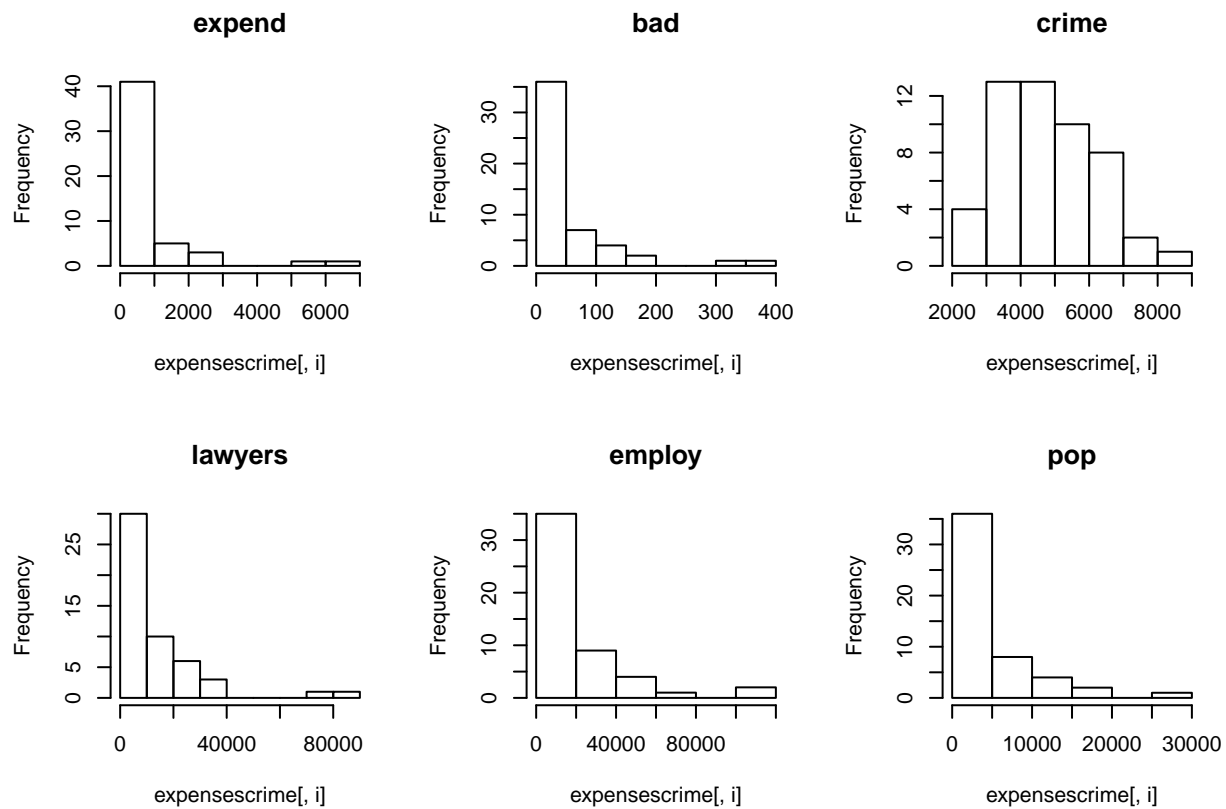 expend
Frequency
0 10 20 30 40
0 2000 4000 6000
expensescrime[, i]
bad
Frequency
0 10 20 30
0 100 200 300 400
expensescrime[, i]
crime
Frequency
0 4 8 12
2000 4000 6000 8000
expensescrime[, i]
lawyers
Frequency
0 5 15 25
0 40000 80000
expensescrime[, i]
employ
Frequency
0 10 20 30
0 40000 80000
expensescrime[, i]
pop
Frequency
0 10 20 30
0 10000 20000 30000
expensescrime[, i]